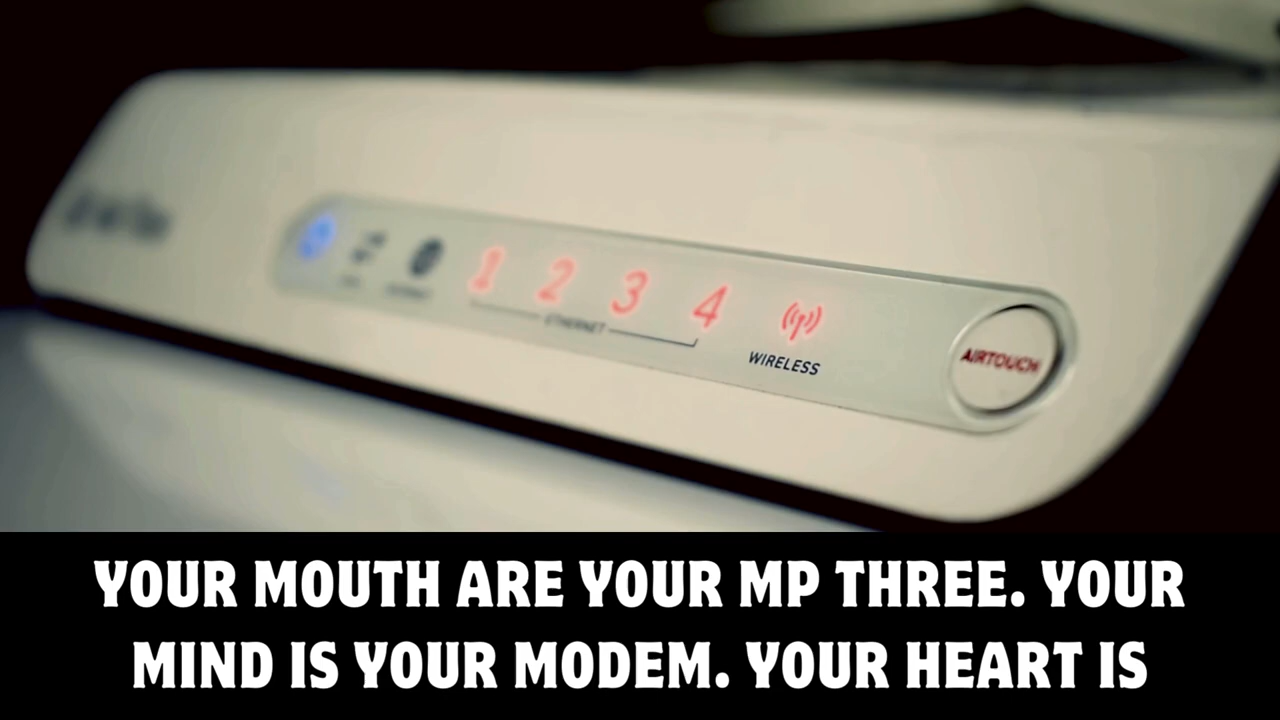 1 2 3 4
ETHERNET
WIRELESS
AIRTOUCH
YOUR MOUTH ARE YOUR MP THREE. YOUR
MIND IS YOUR MODEM. YOUR HEART IS